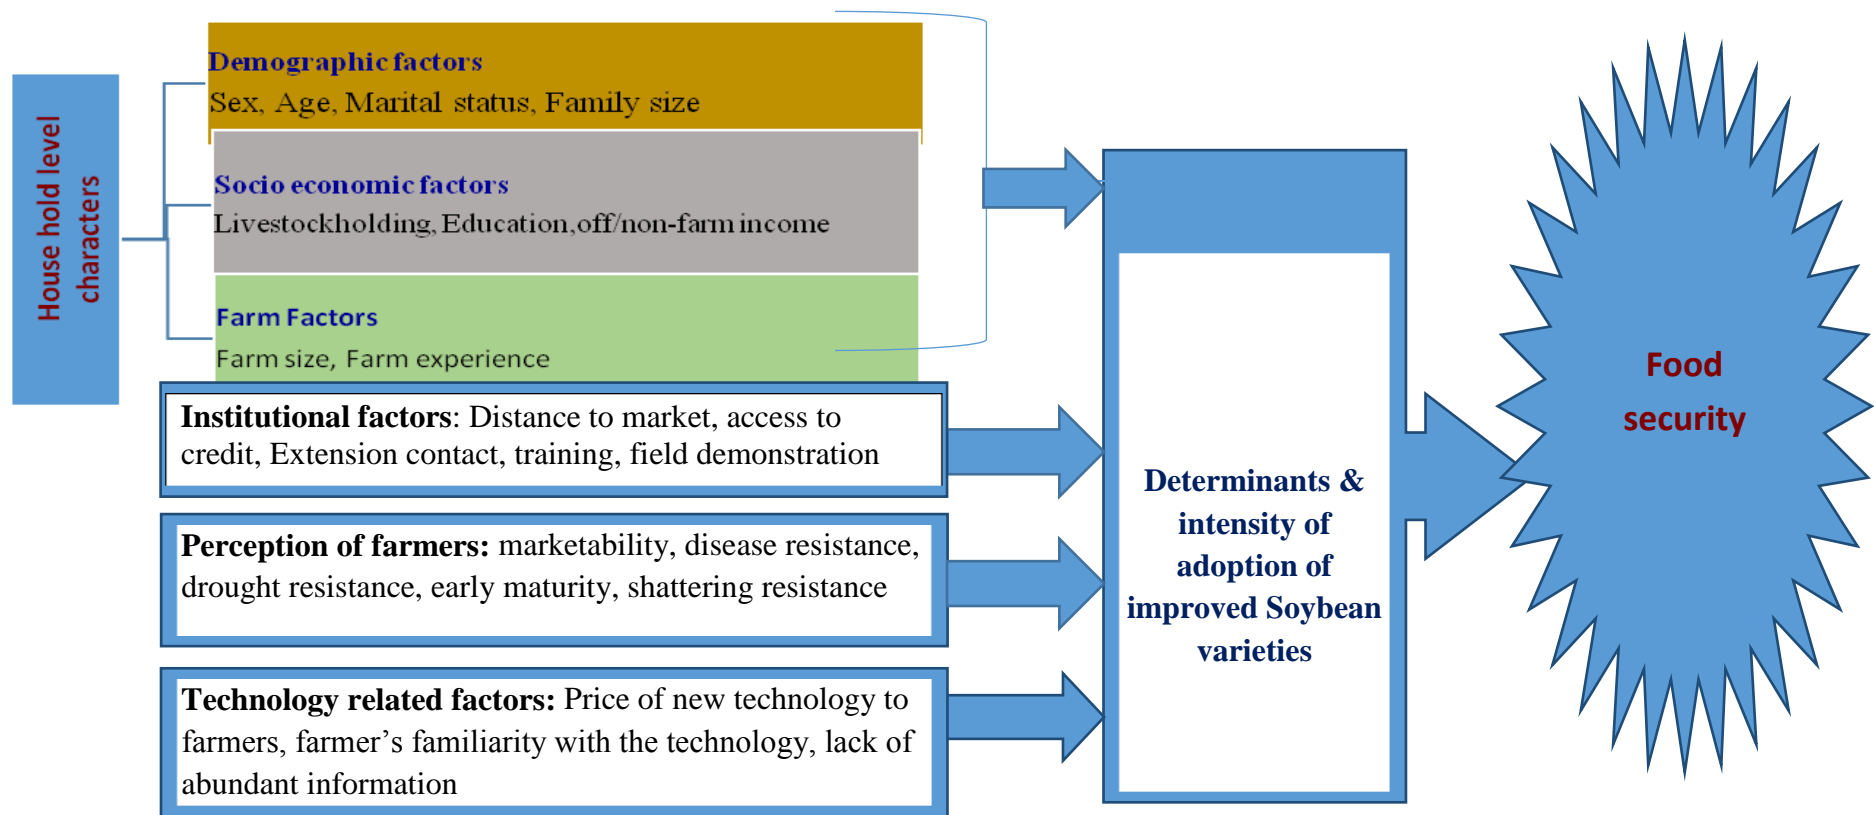 House hold level
characters
Demographic factors
Sex, Age, Marital status, Family size
Socio economic factors
Livestockholding, Education,off/non-farm income
Farm Factors
Farm size, Farm experience
Institutional factors: Distance to market, access to
credit, Extension contact, training, field demonstration
Perception of farmers: marketability, disease resistance,
drought resistance, early maturity, shattering resistance
Technology related factors: Price of new technology to
farmers, farmer’s familiarity with the technology, lack of
abundant information
Determinants &
intensity of
adoption of
improved Soybean
varieties
Food
security